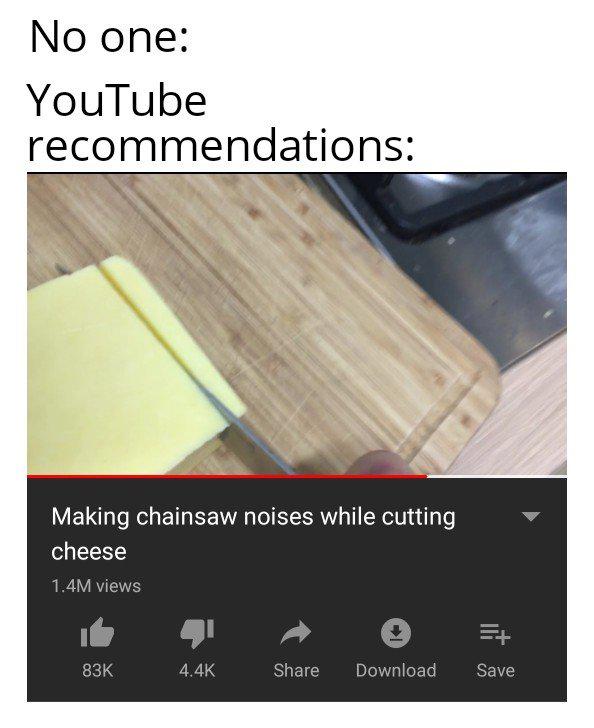 No one:
YouTube
recommendations:
Making chainsaw noises while cutting
cheese
1.4M views
83K
4.4K
Share
Download
Save